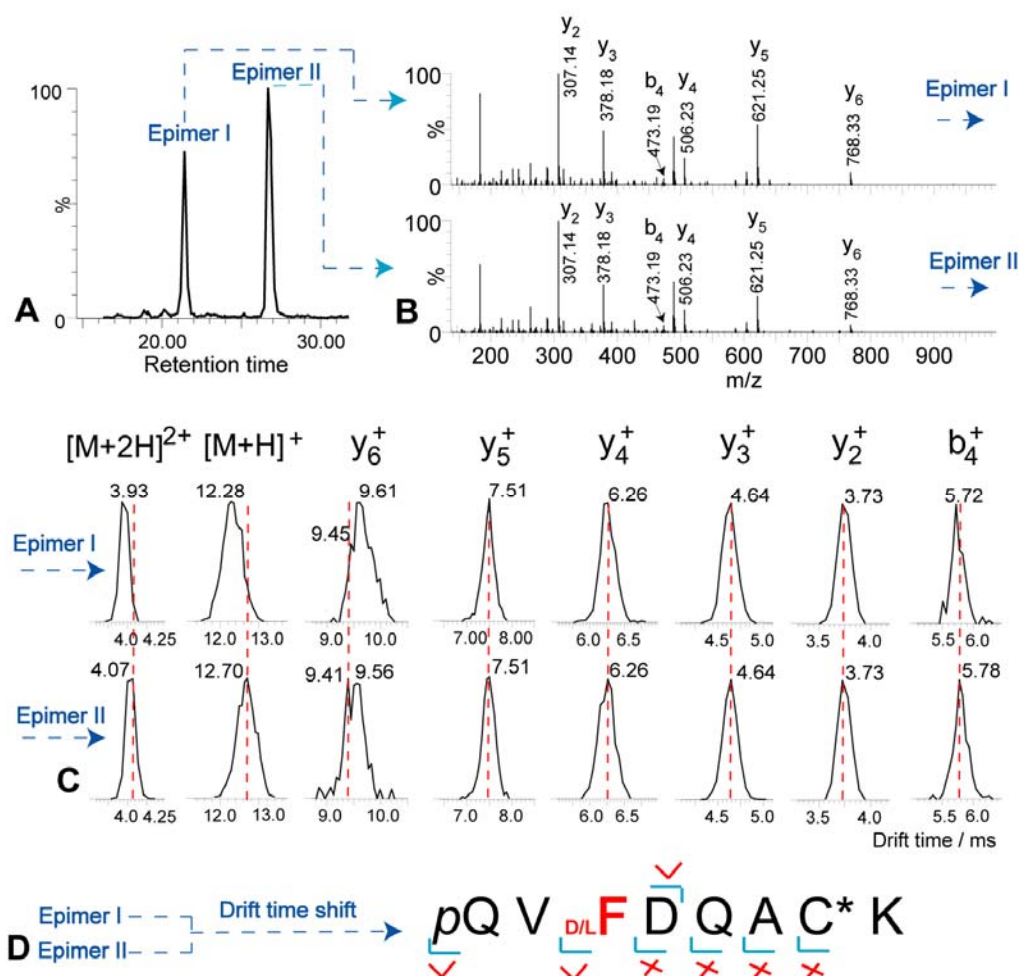 100
Epimer II
Epimer I
%
0
20.00 30.00
Retention time
A
100
%
0
y2 307.14
y3 378.18
b4 473.19
y4 506.23
y5 621.25
y6 768.33
Epimer I
100
%
0
y2 307.14
y3 378.18
b4 473.19
y4 506.23
y5 621.25
y6 768.33
Epimer II
B
200 300 400 500 600 700 800 900
m/z
[M+2H]2+ [M+H]+ y6+ y5+ y4+ y3+ y2+ b4+
Epimer I
3.93 12.28 9.45 9.61 7.51 6.26 4.64 3.73 5.72
4.0 4.25 12.0 13.0 9.0 10.0 7.00 8.00 6.0 6.5 4.5 5.0 3.5 4.0 5.5 6.0
Epimer II
4.07 12.70 9.41 9.56 7.51 6.26 4.64 3.73 5.78
C
4.0 4.25 12.0 13.0 9.0 10.0 7.0 8.0 6.0 6.5 4.5 5.0 3.5 4.0 5.5 6.0
Drift time / ms
D
Epimer I
Epimer II
Drift time shift
pQ V D/L F D Q A C* K